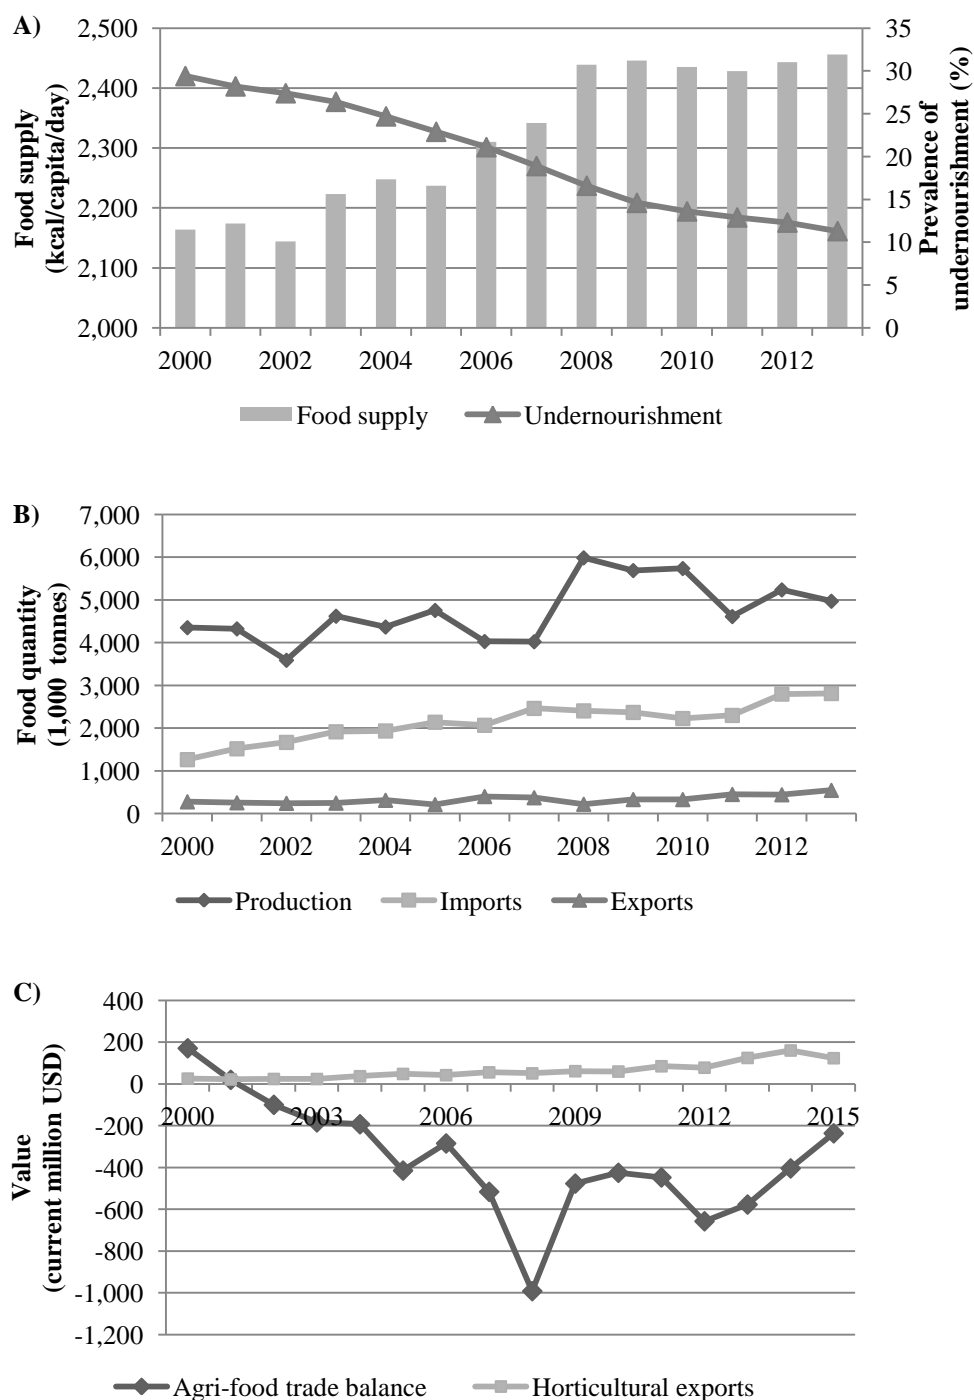 A)
Food supply
(kcal/capita/day)
2,500
2,400
2,300
2,200
2,100
2,000
35
30
25
20
15
10
5
0
Prevalence of
undernourishment (%)
2000 2002 2004 2006 2008 2010 2012
Food supply Undernourishment
B)
Food quantity
(1,000 tonnes)
7,000
6,000
5,000
4,000
3,000
2,000
1,000
0
2000 2002 2004 2006 2008 2010 2012
Production Imports Exports
C)
Value
(current million USD)
400
200
0
-200
-400
-600
-800
-1,000
-1,200
2000 2003 2006 2009 2012 2015
Agri-food trade balance Horticultural exports